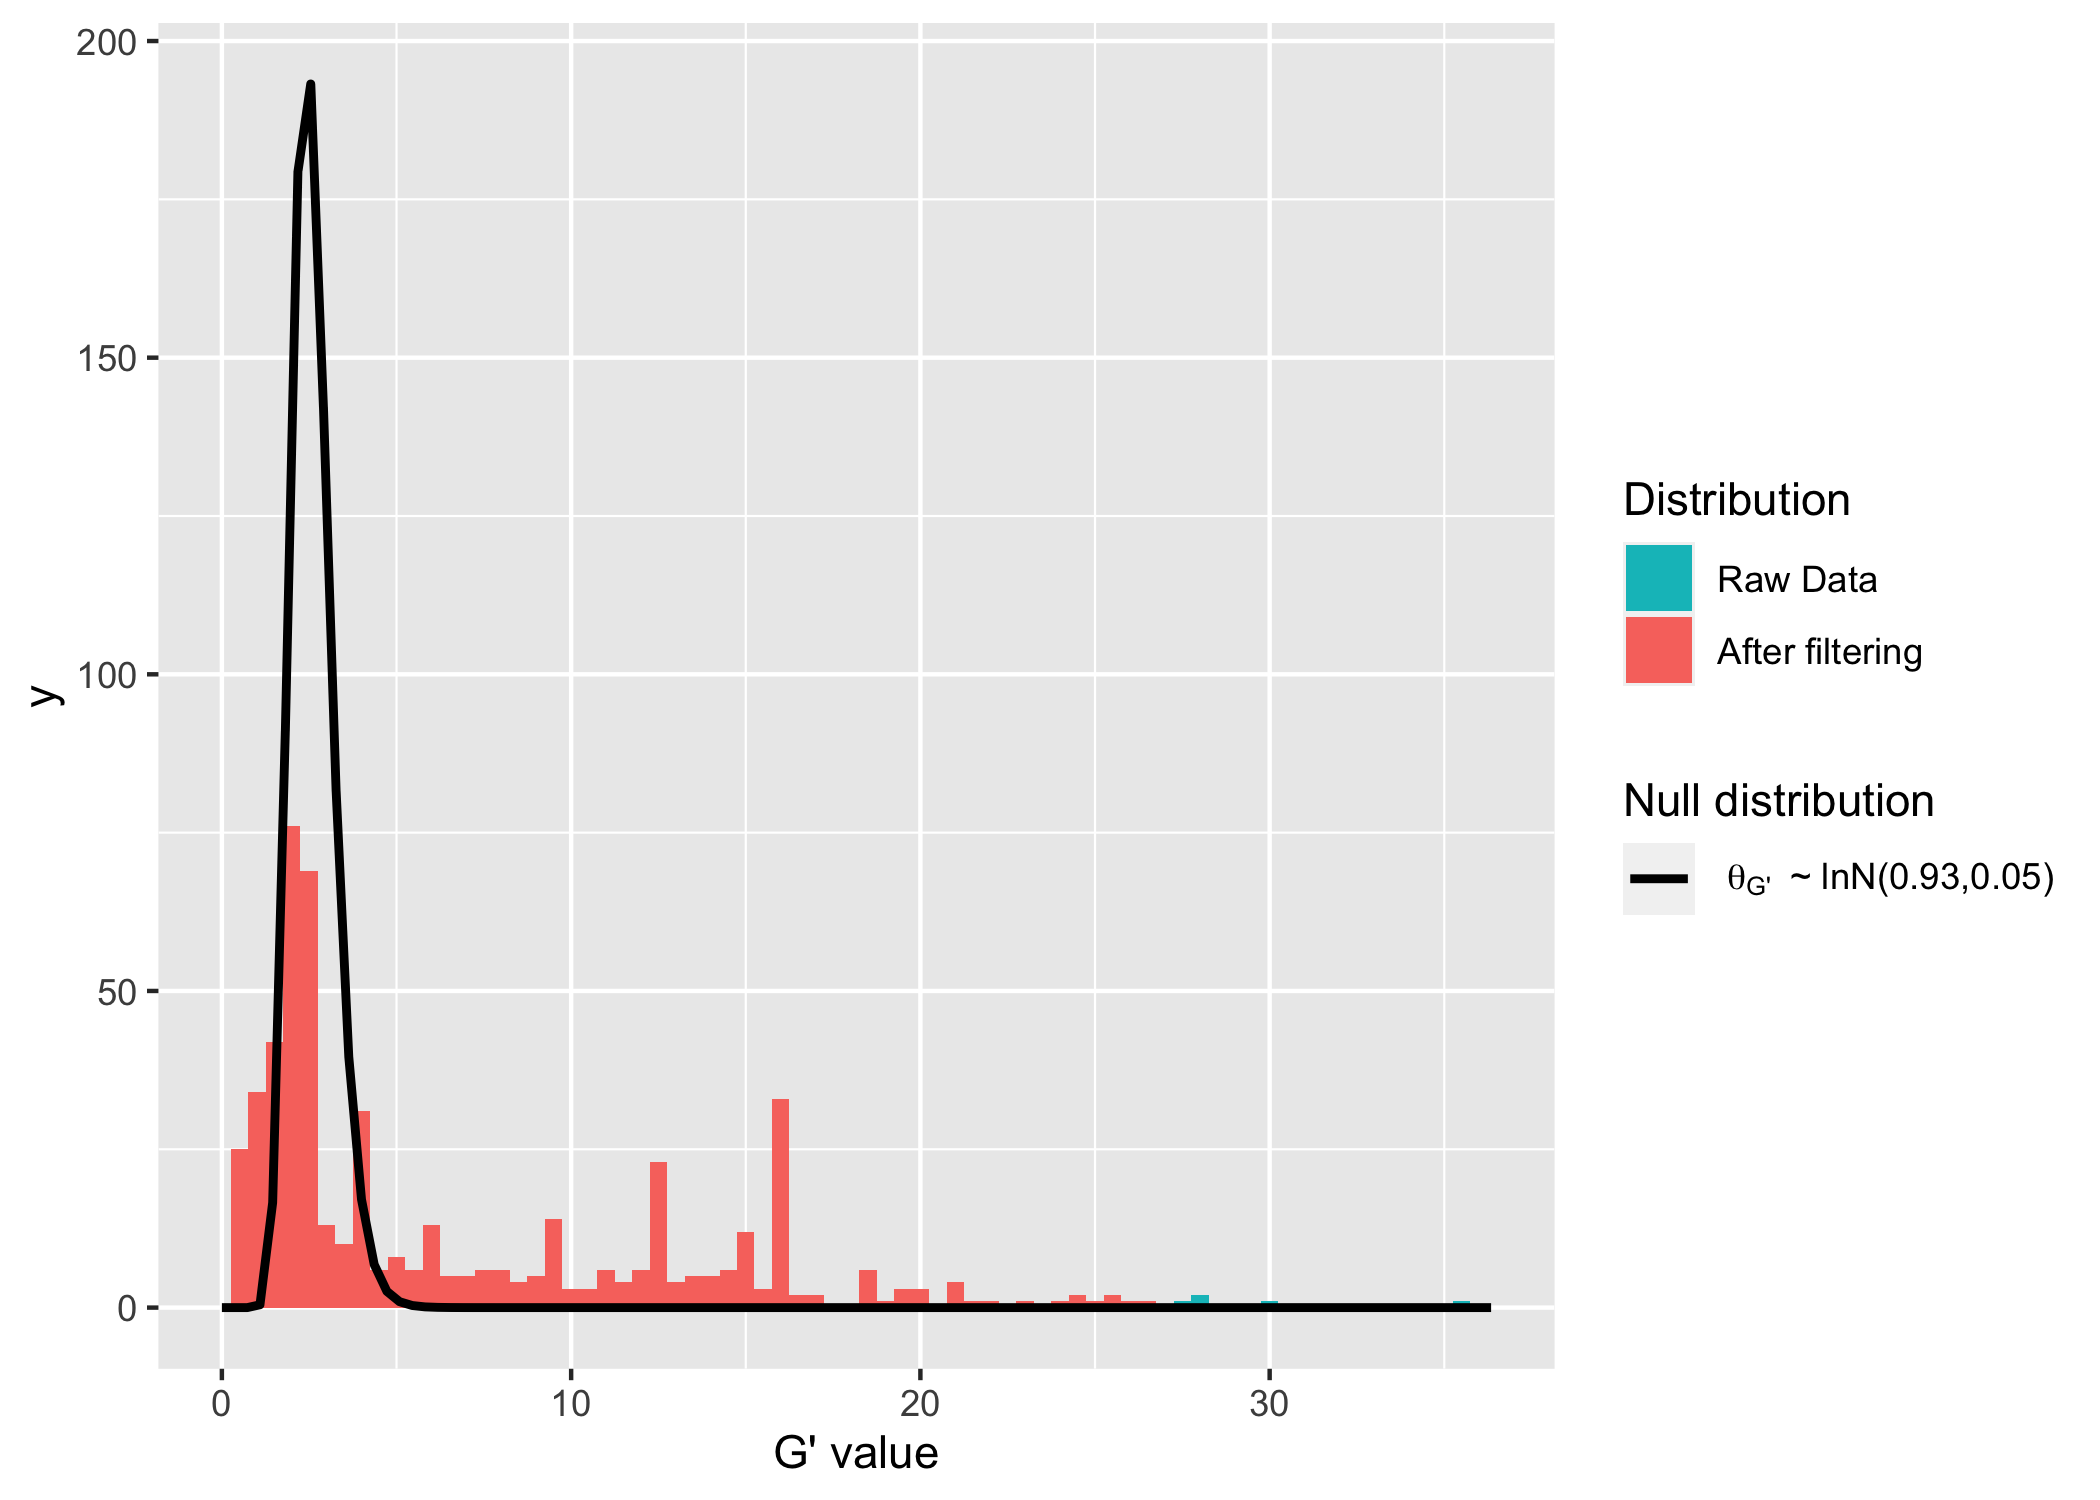 200
150
100
50
0
y
0 10 20 30
G' value
Distribution
Raw Data
After filtering
Null distribution
θG' ~ lnN(0.93,0.05)